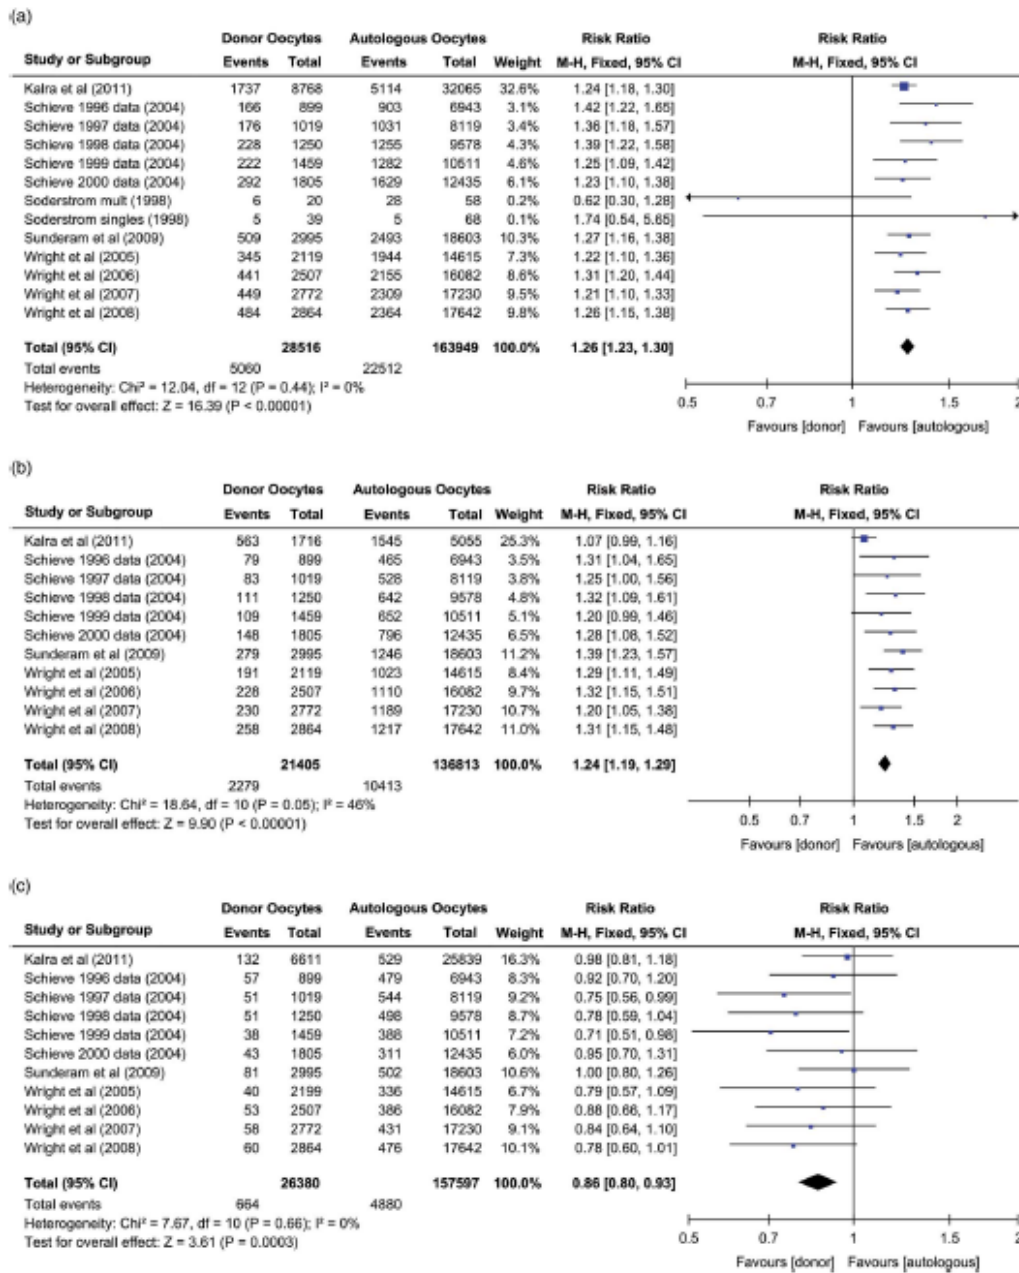 (a)
Donor Oocytes Autologous Oocytes Risk Ratio Risk Ratio
Study or Subgroup Events Total Events Total Weight M-H, Fixed, 95% CI M-H, Fixed, 95% CI
Kalra et al (2011) 1737 8768 5114 32065 32.6% 1.24 [1.18, 1.30]
Schieve 1996 data (2004) 166 899 903 6943 3.1% 1.42 [1.22, 1.65]
Schieve 1997 data (2004) 176 1019 1031 8119 3.4% 1.36 [1.18, 1.57]
Schieve 1998 data (2004) 228 1250 1255 9578 4.3% 1.39 [1.22, 1.58]
Schieve 1999 data (2004) 222 1459 1282 10511 4.6% 1.25 [1.09, 1.42]
Schieve 2000 data (2004) 292 1805 1629 12435 6.1% 1.23 [1.10, 1.38]
Soderstrom mult (1998) 6 20 28 58 0.2% 0.62 [0.30, 1.28]
Soderstrom singles (1998) 5 39 5 68 0.1% 1.74 [0.54, 5.65]
Sunderam et al (2009) 509 2995 2493 18603 10.3% 1.27 [1.16, 1.38]
Wright et al (2005) 345 2119 1944 14615 7.3% 1.22 [1.10, 1.36]
Wright et al (2006) 441 2507 2155 16082 8.6% 1.31 [1.20, 1.44]
Wright et al (2007) 449 2772 2309 17230 9.5% 1.21 [1.10, 1.33]
Wright et al (2008) 484 2864 2364 17642 9.8% 1.26 [1.15, 1.38]
Total (95% CI) 28516 163949 100.0% 1.26 [1.23, 1.30]
Total events 5060 22512
Heterogeneity: Chi² = 12.04, df = 12 (P = 0.44); I² = 0%
Test for overall effect: Z = 16.39 (P < 0.00001)
0.5 0.7 1 1.5 2
Favours [donor] Favours [autologous]
(b)
Donor Oocytes Autologous Oocytes Risk Ratio Risk Ratio
Study or Subgroup Events Total Events Total Weight M-H, Fixed, 95% CI M-H, Fixed, 95% CI
Kalra et al (2011) 563 1716 1545 5055 25.3% 1.07 [0.99, 1.16]
Schieve 1996 data (2004) 79 899 465 6943 3.5% 1.31 [1.04, 1.65]
Schieve 1997 data (2004) 83 1019 528 8119 3.8% 1.25 [1.00, 1.56]
Schieve 1998 data (2004) 111 1250 642 9578 4.8% 1.32 [1.09, 1.61]
Schieve 1999 data (2004) 109 1459 652 10511 5.1% 1.20 [0.99, 1.46]
Schieve 2000 data (2004) 148 1805 796 12435 6.5% 1.28 [1.08, 1.52]
Sunderam et al (2009) 279 2995 1246 18603 11.2% 1.39 [1.23, 1.57]
Wright et al (2005) 191 2119 1023 14615 8.4% 1.29 [1.11, 1.49]
Wright et al (2006) 228 2507 1110 16082 9.7% 1.32 [1.15, 1.51]
Wright et al (2007) 230 2772 1189 17230 10.7% 1.20 [1.05, 1.38]
Wright et al (2008) 258 2864 1217 17642 11.0% 1.31 [1.15, 1.48]
Total (95% CI) 21405 136813 100.0% 1.24 [1.19, 1.29]
Total events 2279 10413
Heterogeneity: Chi² = 18.64, df = 10 (P = 0.05); I² = 46%
Test for overall effect: Z = 9.90 (P < 0.00001)
0.5 0.7 1 1.5 2
Favours [donor] Favours [autologous]
(c)
Donor Oocytes Autologous Oocytes Risk Ratio Risk Ratio
Study or Subgroup Events Total Events Total Weight M-H, Fixed, 95% CI M-H, Fixed, 95% CI
Kalra et al (2011) 132 6611 529 25839 16.3% 0.98 [0.81, 1.18]
Schieve 1996 data (2004) 57 899 479 6943 8.3% 0.92 [0.70, 1.20]
Schieve 1997 data (2004) 51 1019 544 8119 9.2% 0.75 [0.56, 0.99]
Schieve 1998 data (2004) 51 1250 498 9578 8.7% 0.78 [0.59, 1.04]
Schieve 1999 data (2004) 38 1459 388 10511 7.2% 0.71 [0.51, 0.98]
Schieve 2000 data (2004) 43 1805 311 12435 6.0% 0.95 [0.70, 1.31]
Sunderam et al (2009) 81 2995 502 18603 10.6% 1.00 [0.80, 1.26]
Wright et al (2005) 40 2199 336 14615 6.7% 0.79 [0.57, 1.09]
Wright et al (2006) 53 2507 386 16082 7.9% 0.88 [0.66, 1.17]
Wright et al (2007) 58 2772 431 17230 9.1% 0.84 [0.64, 1.10]
Wright et al (2008) 60 2864 476 17642 10.1% 0.78 [0.60, 1.01]
Total (95% CI) 26380 157597 100.0% 0.86 [0.80, 0.93]
Total events 664 4880
Heterogeneity: Chi² = 7.67, df = 10 (P = 0.66); I² = 0%
Test for overall effect: Z = 3.61 (P = 0.0003)
0.5 0.7 1 1.5 2
Favours [donor] Favours [autologous]